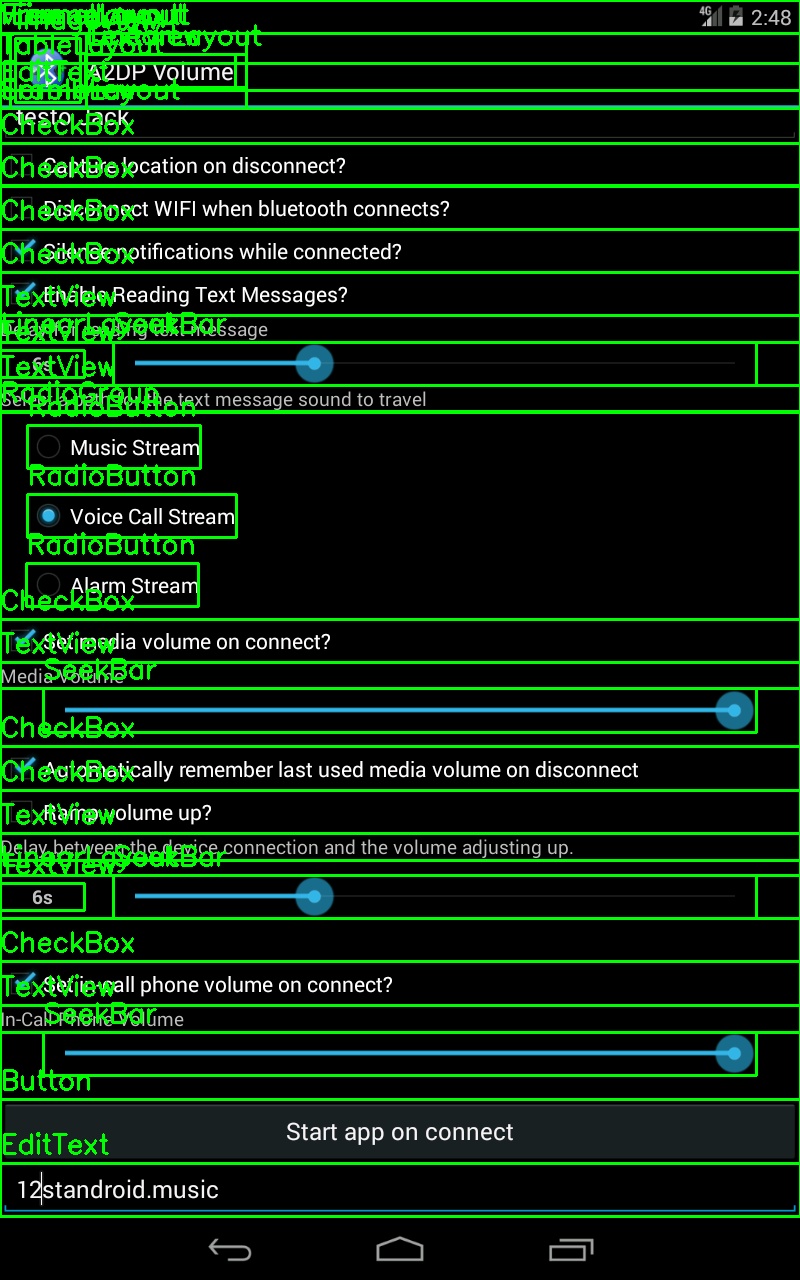 4G 2:48
TextView
TableLayout
A2DP Volume
EditText
testo Jack
CheckBox
Capture location on disconnect?
CheckBox
Disconnect WIFI when bluetooth connects?
CheckBox
Silence notifications while connected?
CheckBox
Enable Reading Text Messages?
TextView
LinearLayout SeekBar
Delay for reading text message
TextView
6s
TextView
RadioGroup
RadioButton
text message sound to travel
Music Stream
RadioButton
Voice Call Stream
RadioButton
Alarm Stream
CheckBox
Set media volume on connect?
TextView
SeekBar
Media Volume
CheckBox
Automatically remember last used media volume on disconnect
CheckBox
Ramp volume up?
TextView
Delay between the device connection and the volume adjusting up.
LinearLayout SeekBar
TextView
6s
CheckBox
Set in-call phone volume on connect?
TextView
SeekBar
In-Call Phone Volume
Button
Start app on connect
EditText
12standroid.music